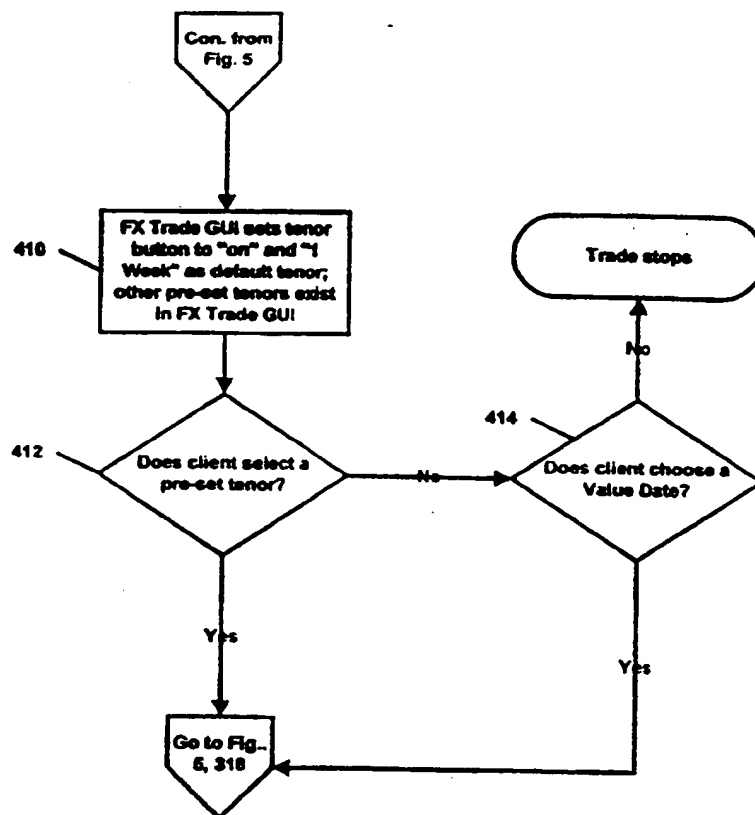 Con. from
Fig. 5
410
FX Trade GUI sets tenor
button to "on" and "1
Week" as default tenor;
other pre-set tenors exist
in FX Trade GUI
Trade stops
No
412
Does client select a
pre-set tenor?
No
414
Does client choose a
Value Date?
Yes
Yes
Go to Fig..
5, 318